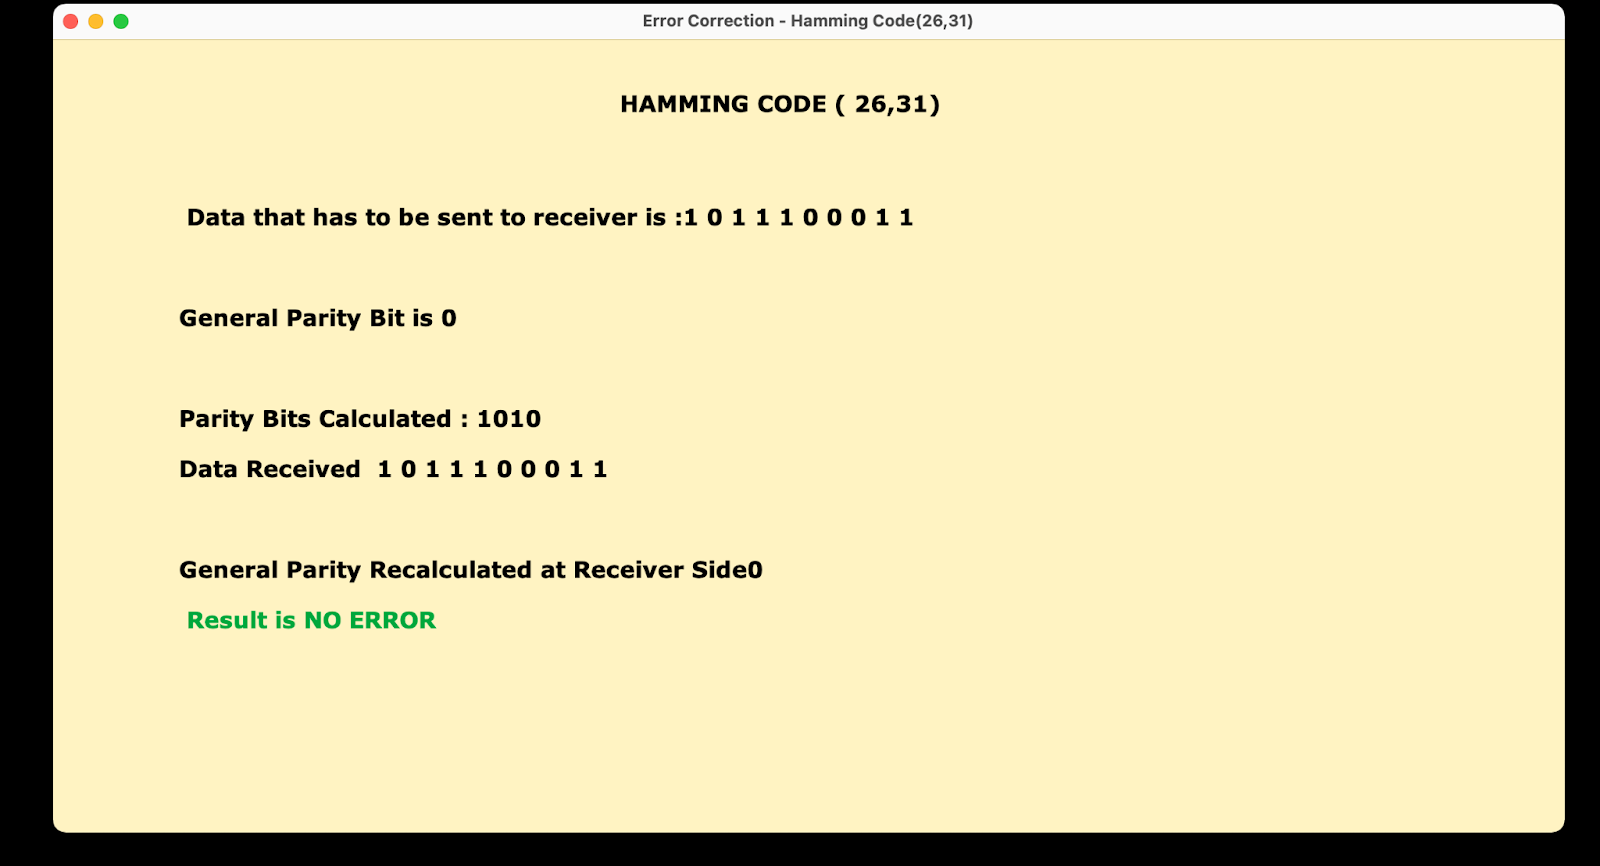 Error Correction - Hamming Code(26,31)
HAMMING CODE ( 26,31)
Data that has to be sent to receiver is :1 0 1 1 1 0 0 0 1 1
General Parity Bit is 0
Parity Bits Calculated : 1010
Data Received  1 0 1 1 1 0 0 0 1 1
General Parity Recalculated at Receiver Side0
Result is NO ERROR